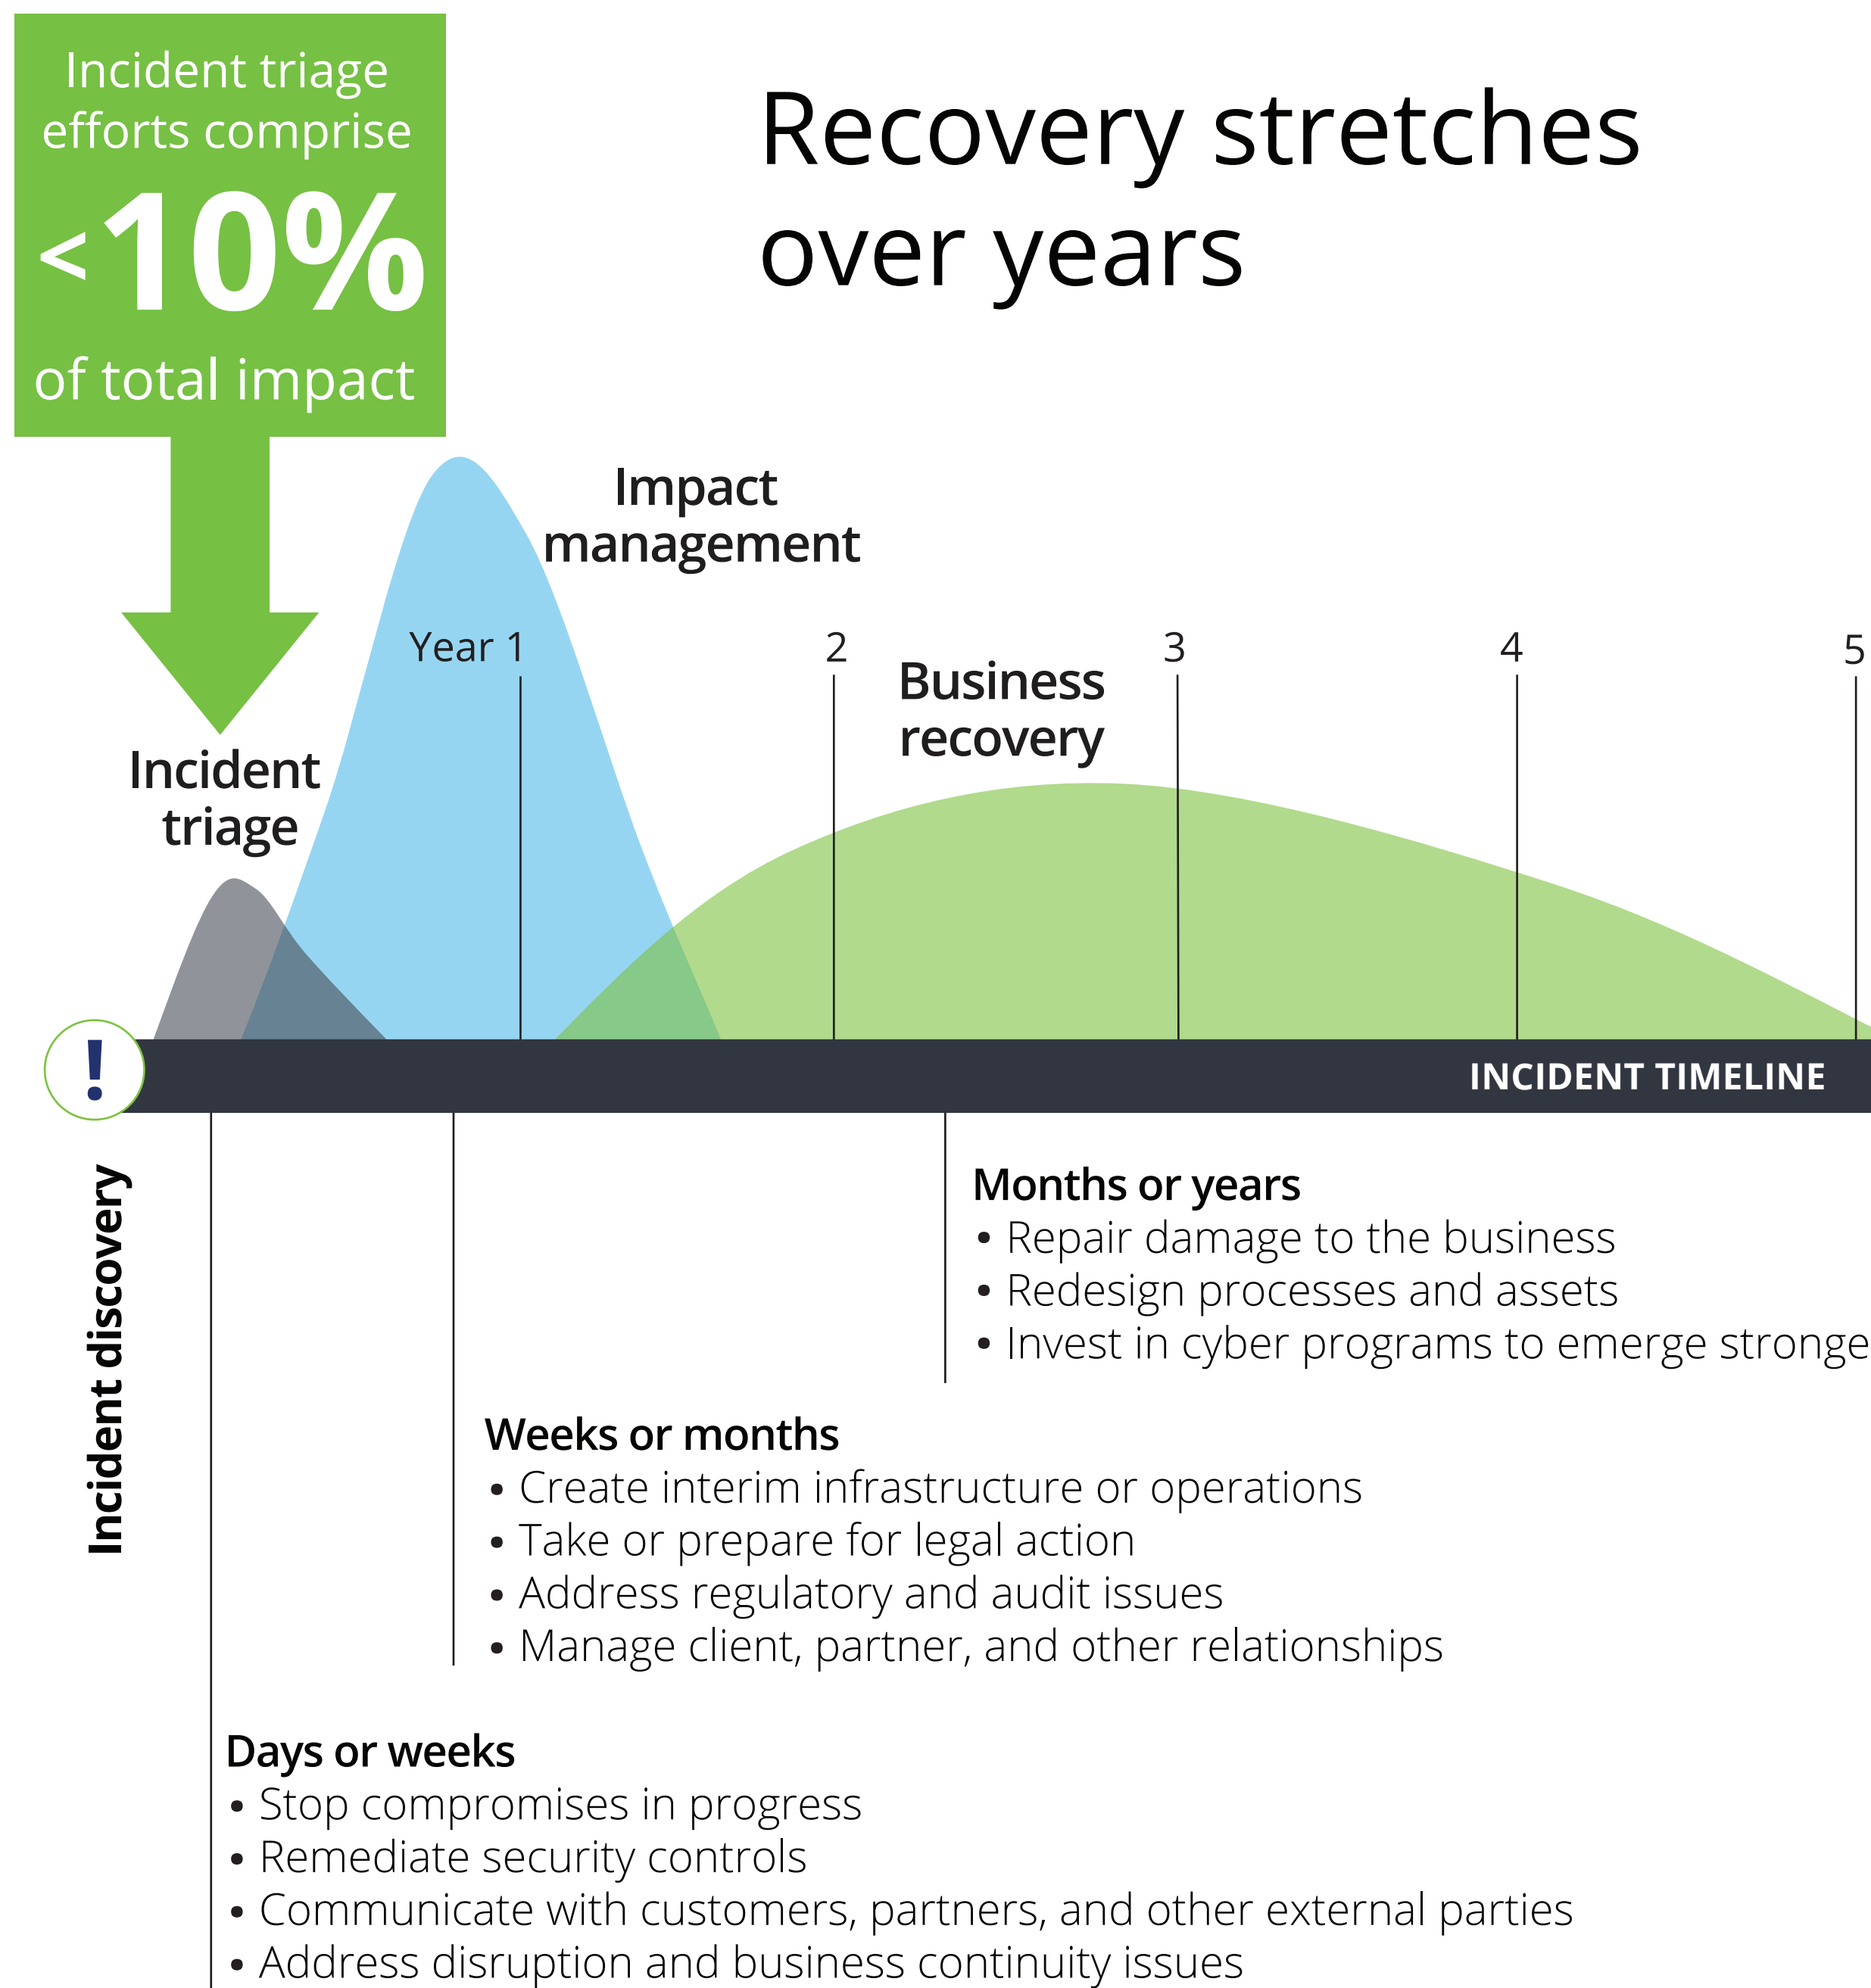 Incident triage
efforts comprise
<10%
of total impact
Recovery stretches
over years
Impact
management
Year 1
2
3
4
5
Business
recovery
Incident
triage
!
INCIDENT TIMELINE
Incident discovery
Months or years
• Repair damage to the business
• Redesign processes and assets
• Invest in cyber programs to emerge stronge
Weeks or months
• Create interim infrastructure or operations
• Take or prepare for legal action
• Address regulatory and audit issues
• Manage client, partner, and other relationships
Days or weeks
• Stop compromises in progress
• Remediate security controls
• Communicate with customers, partners, and other external parties
• Address disruption and business continuity issues